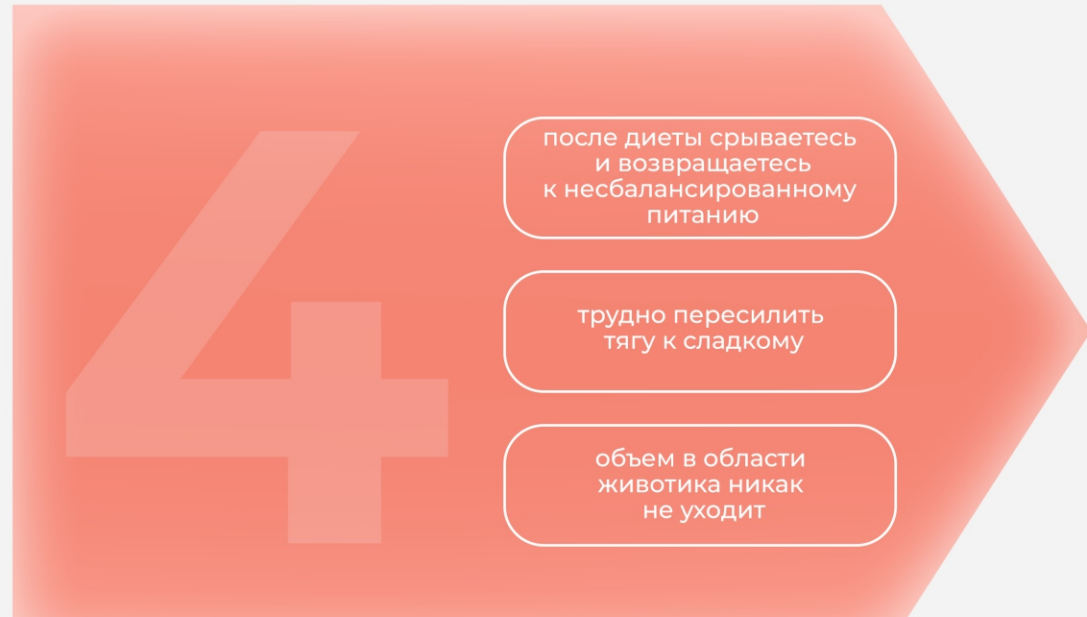 4
после диеты срываетесь
и возвращаетесь
к несбалансированному
питанию
трудно пересилить
тягу к сладкому
объем в области
животика никак
не уходит